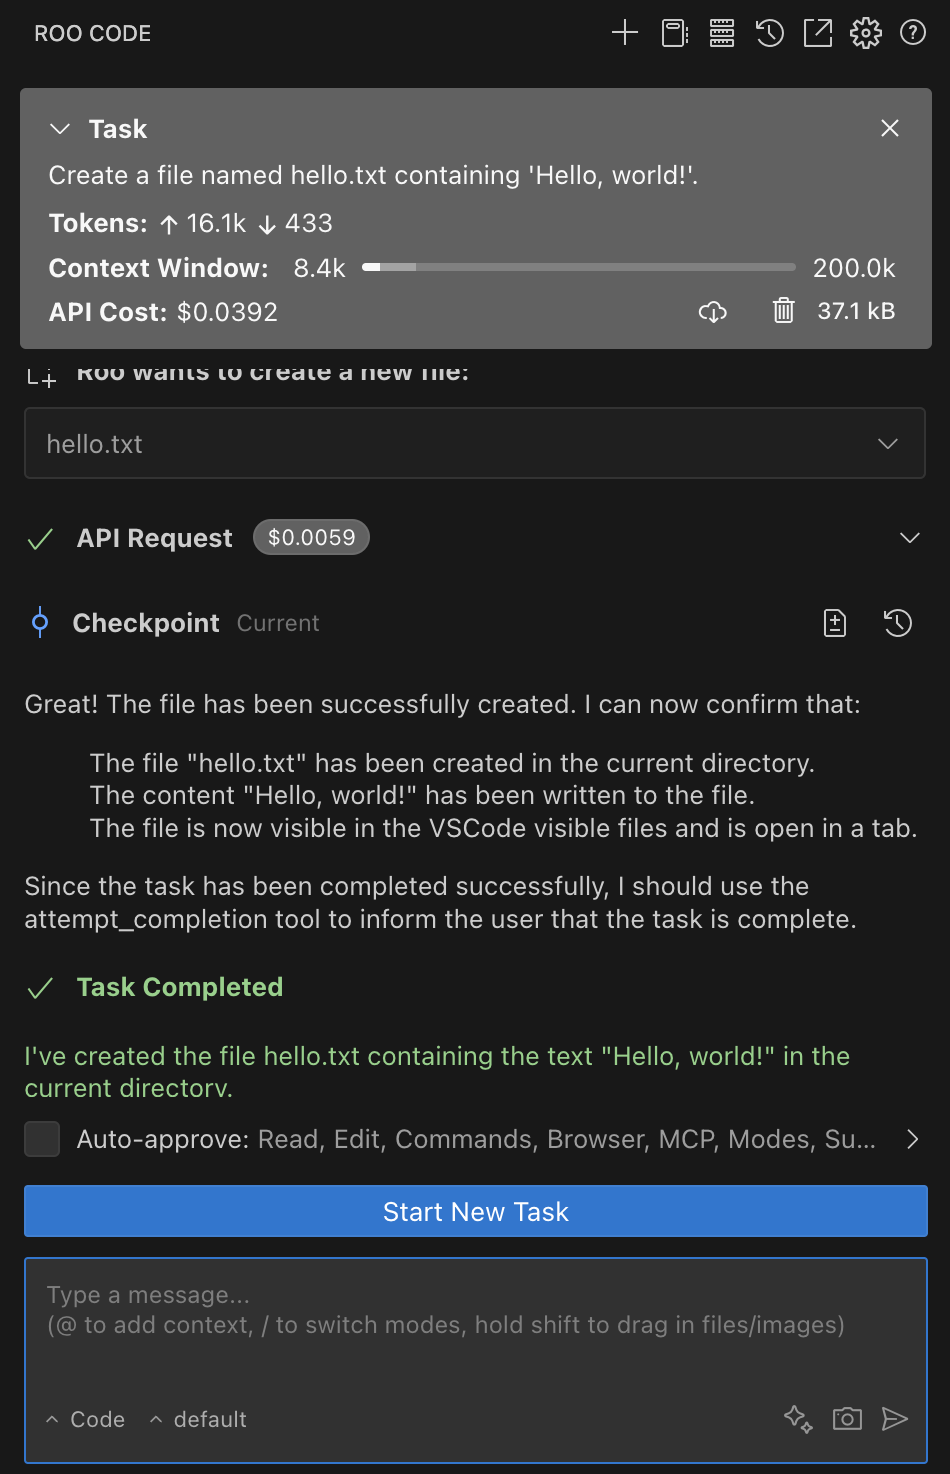 ROO CODE
Task
Create a file named hello.txt containing 'Hello, world!'.
Tokens: ↑ 16.1k ↓ 433
Context Window: 8.4k 200.0k
API Cost: $0.0392 37.1 kB
Roo wants to create a new file:
hello.txt
API Request $0.0059
Checkpoint Current
Great! The file has been successfully created. I can now confirm that:
The file "hello.txt" has been created in the current directory.
The content "Hello, world!" has been written to the file.
The file is now visible in the VSCode visible files and is open in a tab.
Since the task has been completed successfully, I should use the
attempt_completion tool to inform the user that the task is complete.
Task Completed
I've created the file hello.txt containing the text "Hello, world!" in the
current directory.
Auto-approve: Read, Edit, Commands, Browser, MCP, Modes, Su...
Start New Task
Type a message...
(@ to add context, / to switch modes, hold shift to drag in files/images)
Code default